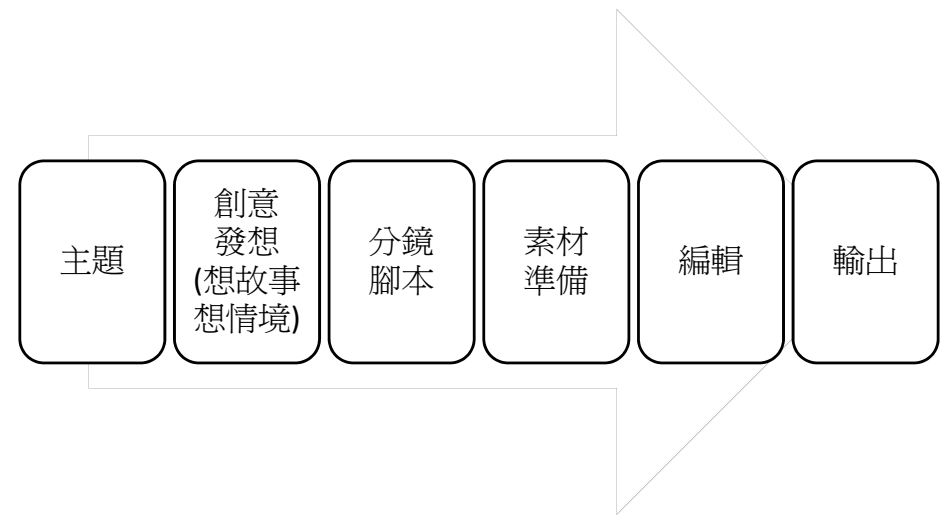 主題
創意
發想
(想故事
想情境)
分鏡
腳本
素材
準備
編輯
輸出